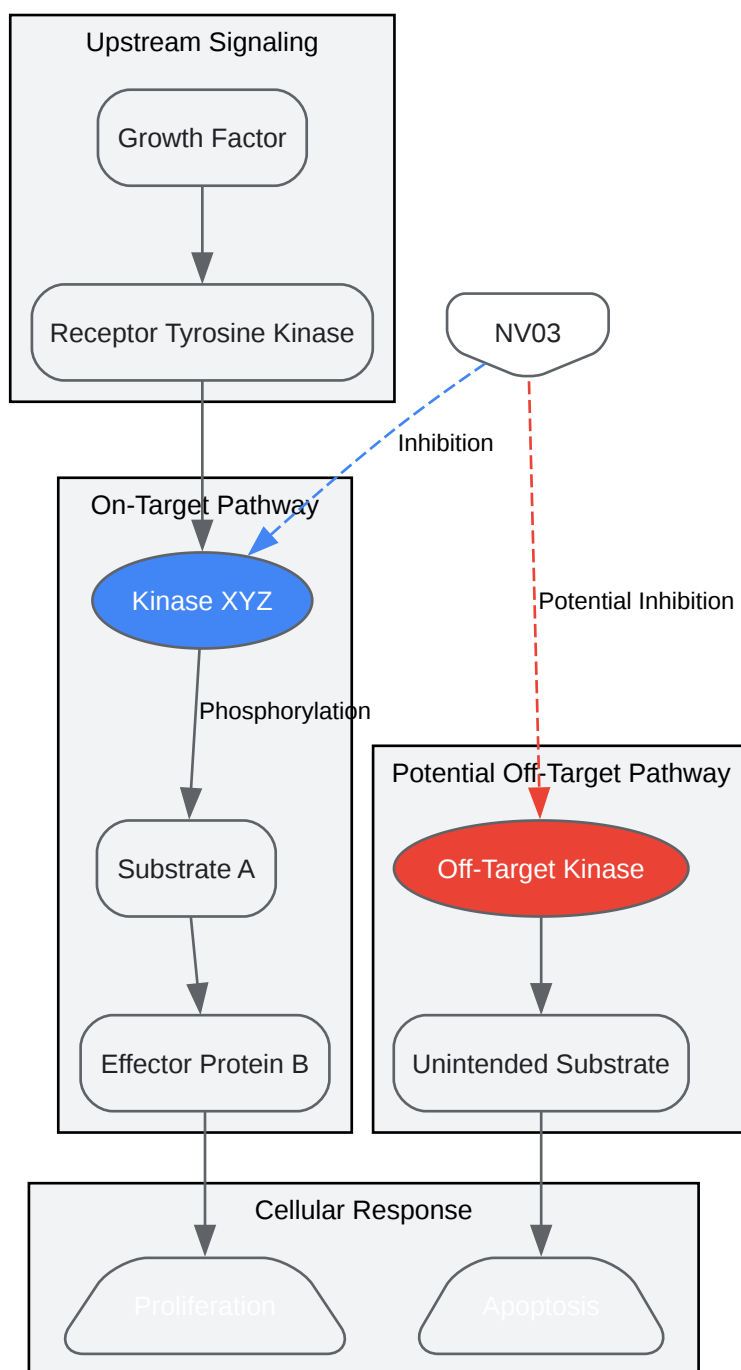 Upstream Signaling
Growth Factor
Receptor Tyrosine Kinase
NV03
Inhibition
On-Target Pathway
Kinase XYZ
Potential Inhibition
Phosphorylation
Potential Off-Target Pathway
Substrate A
Off-Target Kinase
Effector Protein B
Unintended Substrate
Cellular Response
Proliferation
Apoptosis